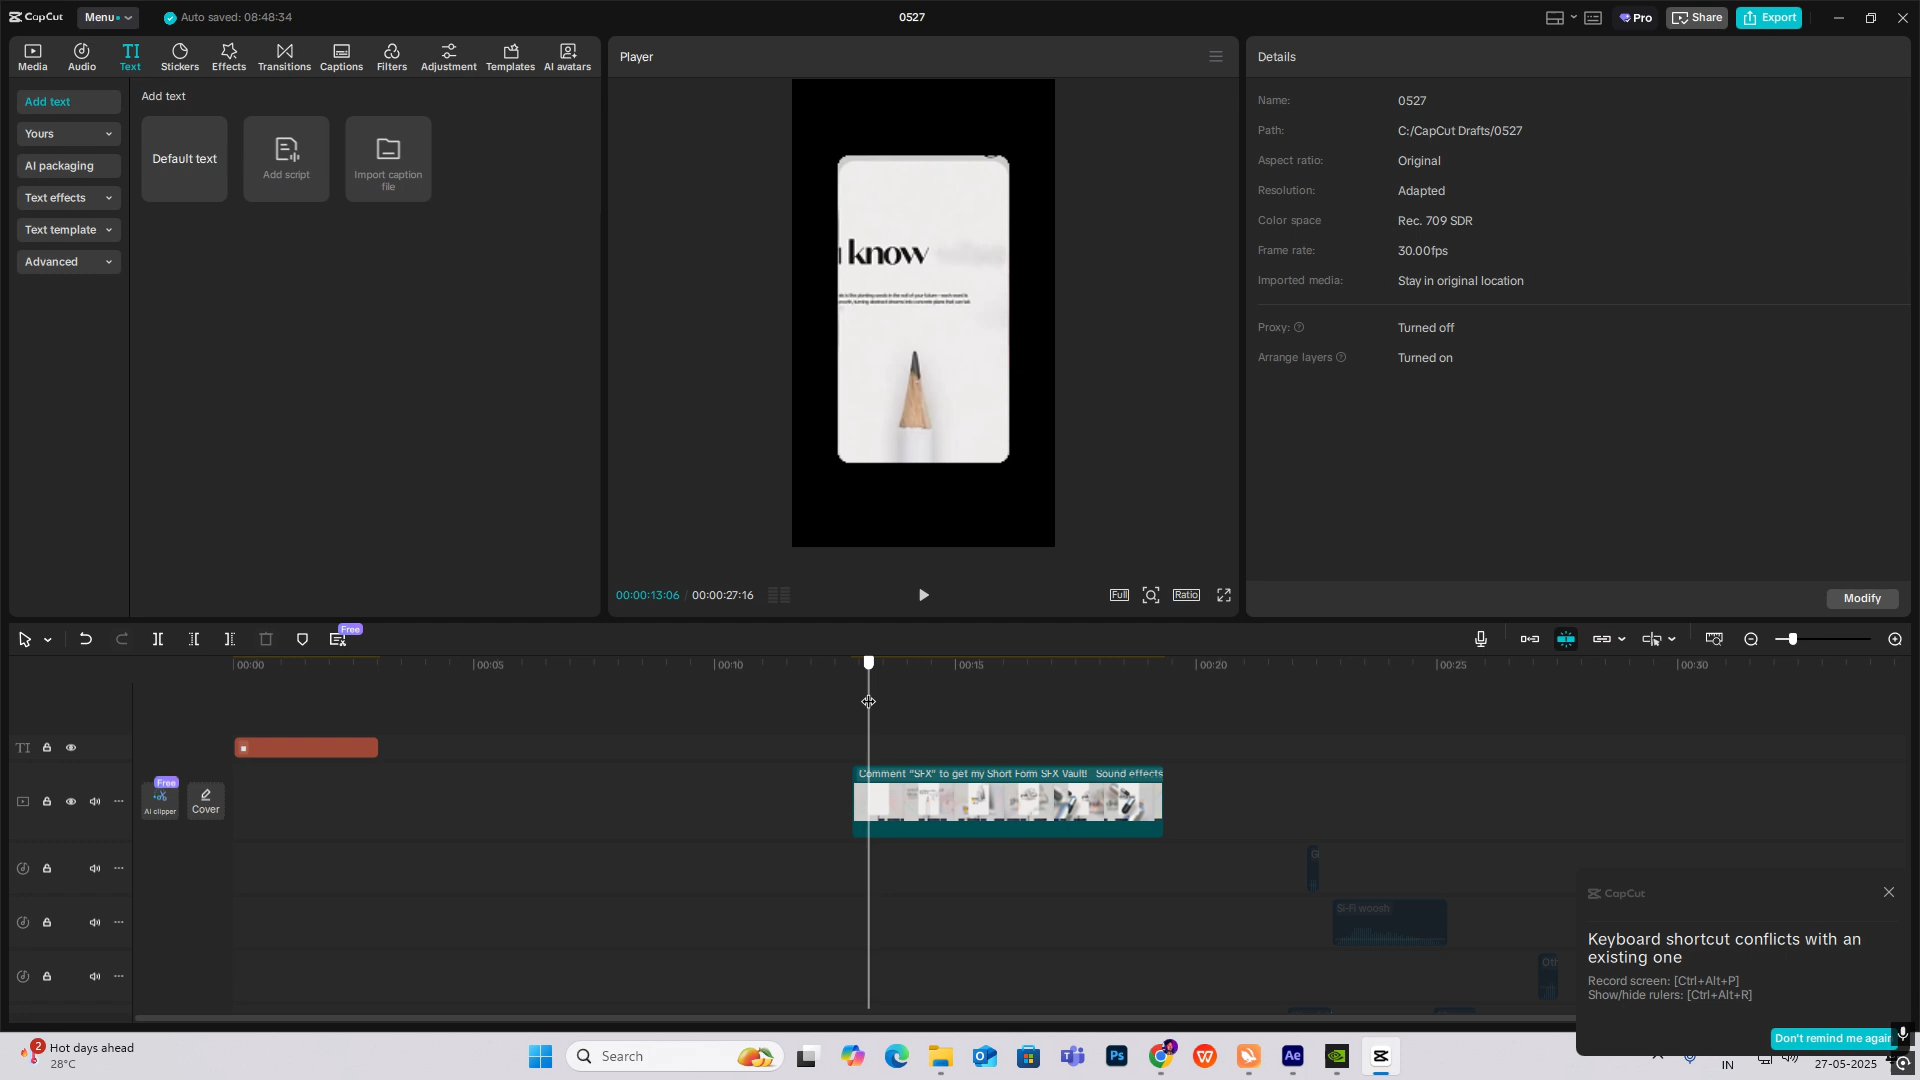 CapCut
Menu
Auto saved: 08:48:34
0527
Pro
Share
Export
Media
Audio
Text
Stickers
Effects
Transitions
Captions
Filters
Adjustment
Templates
AI avatars
Add text
Yours
AI packaging
Text effects
Text template
Advanced
Add text
Default text
Add script
Import caption
file
Player
know
00:00:13:06 / 00:00:27:16
Full
Ratio
Details
Name: 0527
Path: C:/CapCut Drafts/0527
Aspect ratio: Original
Resolution: Adapted
Color space Rec. 709 SDR
Frame rate: 30.00fps
Imported media: Stay in original location
Proxy: Turned off
Arrange layers Turned on
Modify
Free
00:00 00:05 00:10 00:15 00:20 00:25 00:30
TI
Free
AI clipper
Cover
Comment "SFX" to get my Short Form SFX Vault! Sound effects
Si-Fi woosh
CapCut
Keyboard shortcut conflicts with an
existing one
Record screen: [Ctrl+Alt+P]
Show/hide rulers: [Ctrl+Alt+R]
Don't remind me again
2
Hot days ahead
28°C
Search
Ps
Ae
IN
27-05-2025